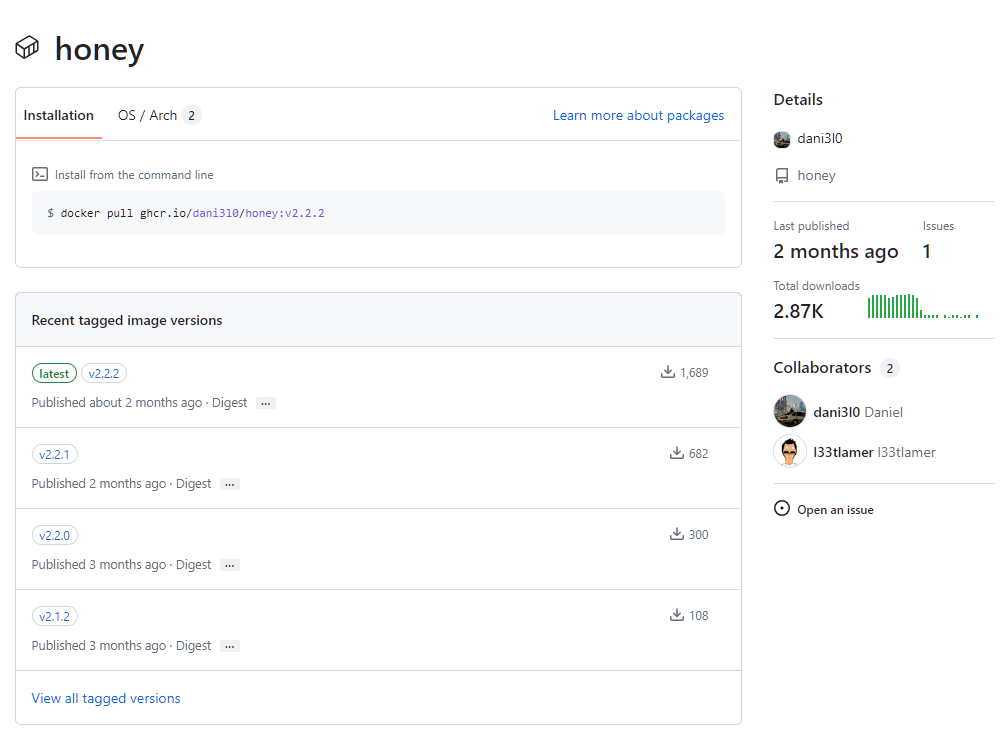 honey
Installation OS / Arch 2 Learn more about packages
Install from the command line
$ docker pull ghcr.io/dani3l0/honey:v2.2.2
Recent tagged image versions
latest v2.2.2 1,689
Published about 2 months ago · Digest ...
v2.2.1 682
Published 2 months ago · Digest ...
v2.2.0 300
Published 3 months ago · Digest ...
v2.1.2 108
Published 3 months ago · Digest ...
View all tagged versions
Details
dani3l0
honey
Last published Issues
2 months ago 1
Total downloads
2.87K
Collaborators 2
dani3l0 Daniel
l33tlamer l33tlamer
Open an issue